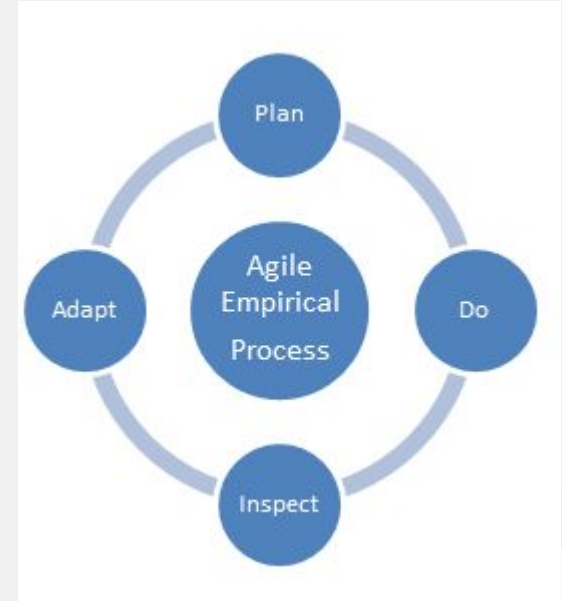 Plan
Agile
Empirical
Process
Adapt
Do
Inspect